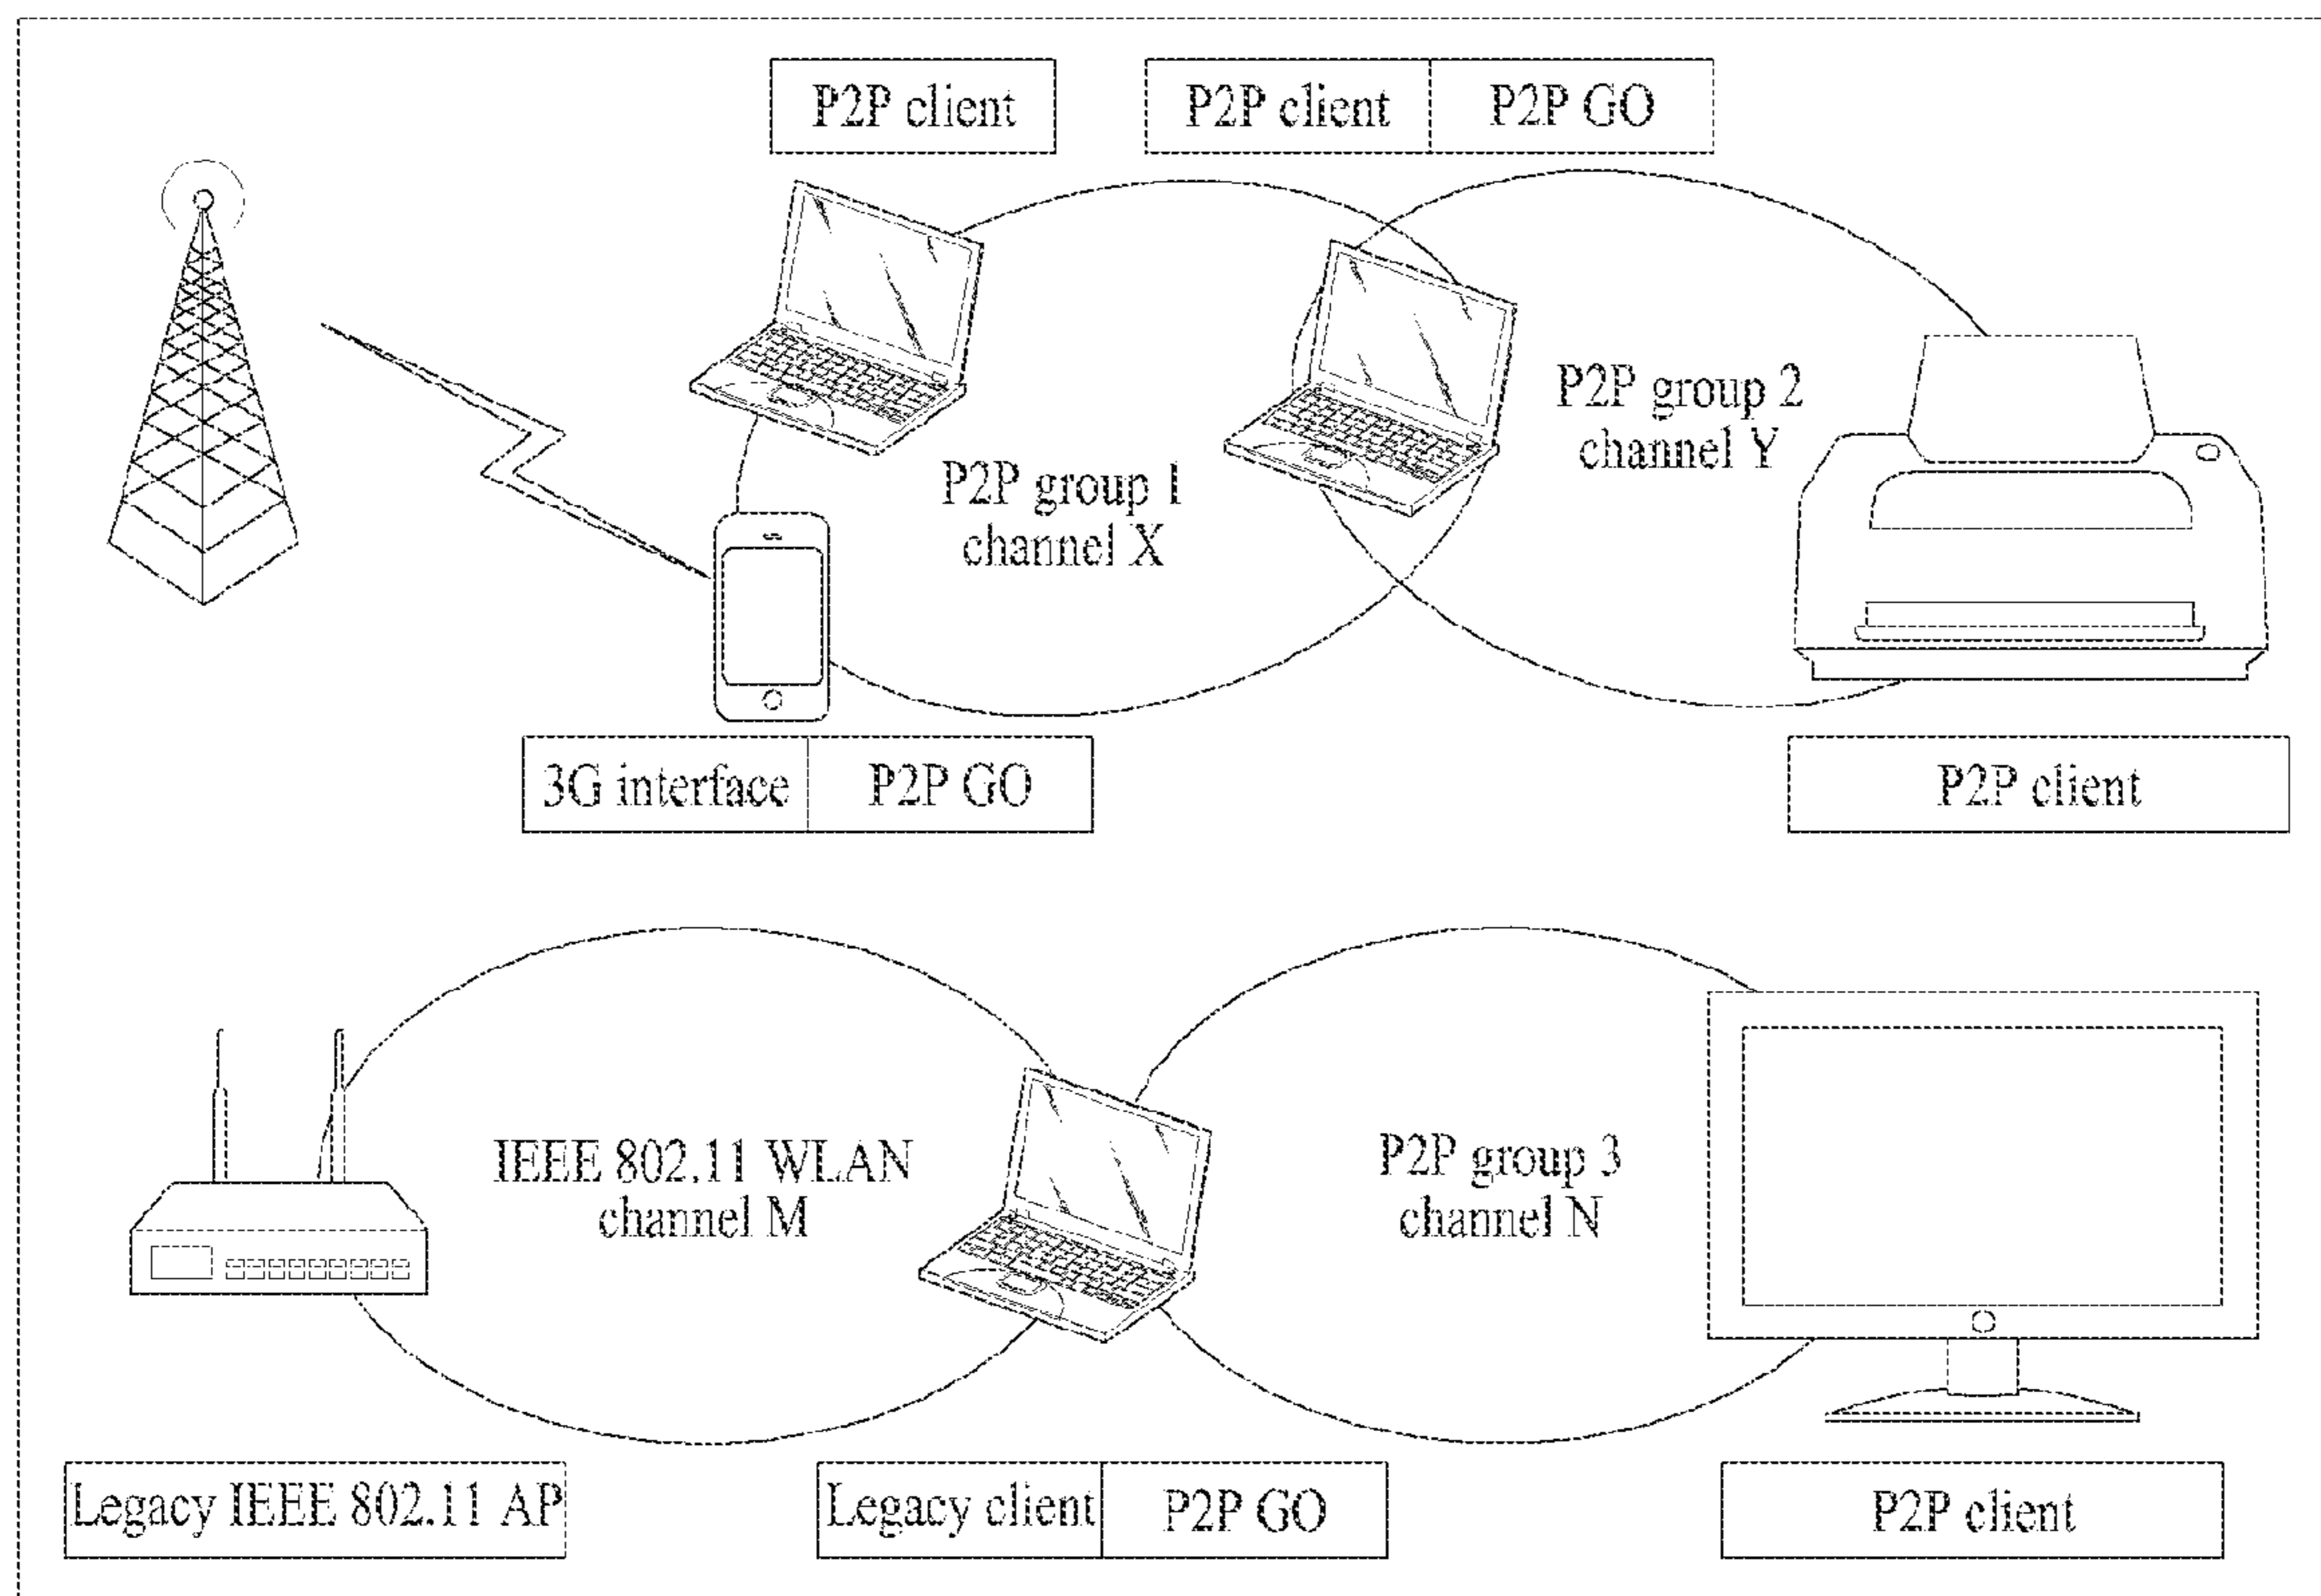 P2P client
P2P client
P2P GO
P2P group 2
channel Y
P2P group 1
channel X
3G interface
P2P GO
P2P client
IEEE 802.11 WLAN
channel M
P2P group 3
channel N
Legacy IEEE 802.11 AP
Legacy client
P2P GO
P2P client